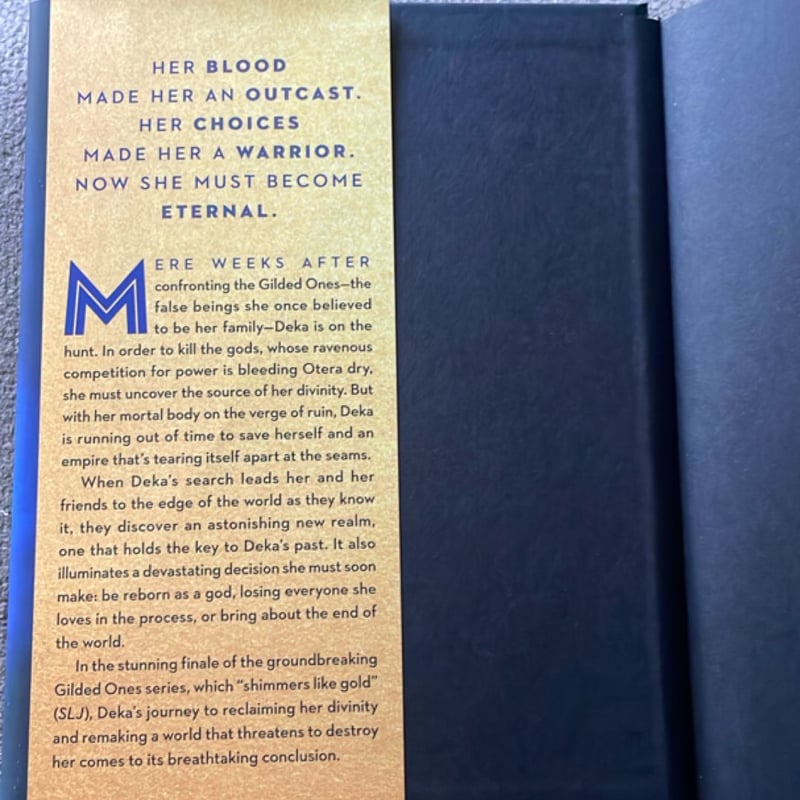 HER BLOOD
MADE HER AN OUTCAST.
HER CHOICES
MADE HER A WARRIOR.
NOW SHE MUST BECOME
ETERNAL.
MERE WEEKS AFTER
confronting the Gilded Ones—the
false beings she once believed
to be her family—Deka is on the
hunt. In order to kill the gods, whose ravenous
competition for power is bleeding Otera dry,
she must uncover the source of her divinity. But
with her mortal body on the verge of ruin, Deka
is running out of time to save herself and an
empire that's tearing itself apart at the seams.
When Deka's search leads her and her
friends to the edge of the world as they know
it, they discover an astonishing new realm,
one that holds the key to Deka's past. It also
illuminates a devastating decision she must soon
make: be reborn as a god, losing everyone she
loves in the process, or bring about the end of
the world.
In the stunning finale of the groundbreaking
Gilded Ones series, which "shimmers like gold"
(SLJ), Deka's journey to reclaiming her divinity
and remaking a world that threatens to destroy
her comes to its breathtaking conclusion.